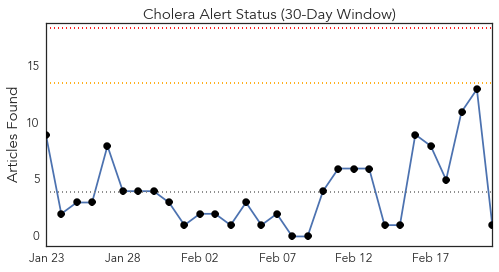 Cholera Alert Status (30-Day Window)
Articles Found
15
10
5
0
Jan 23 Jan 28 Feb 02 Feb 07 Feb 12 Feb 17